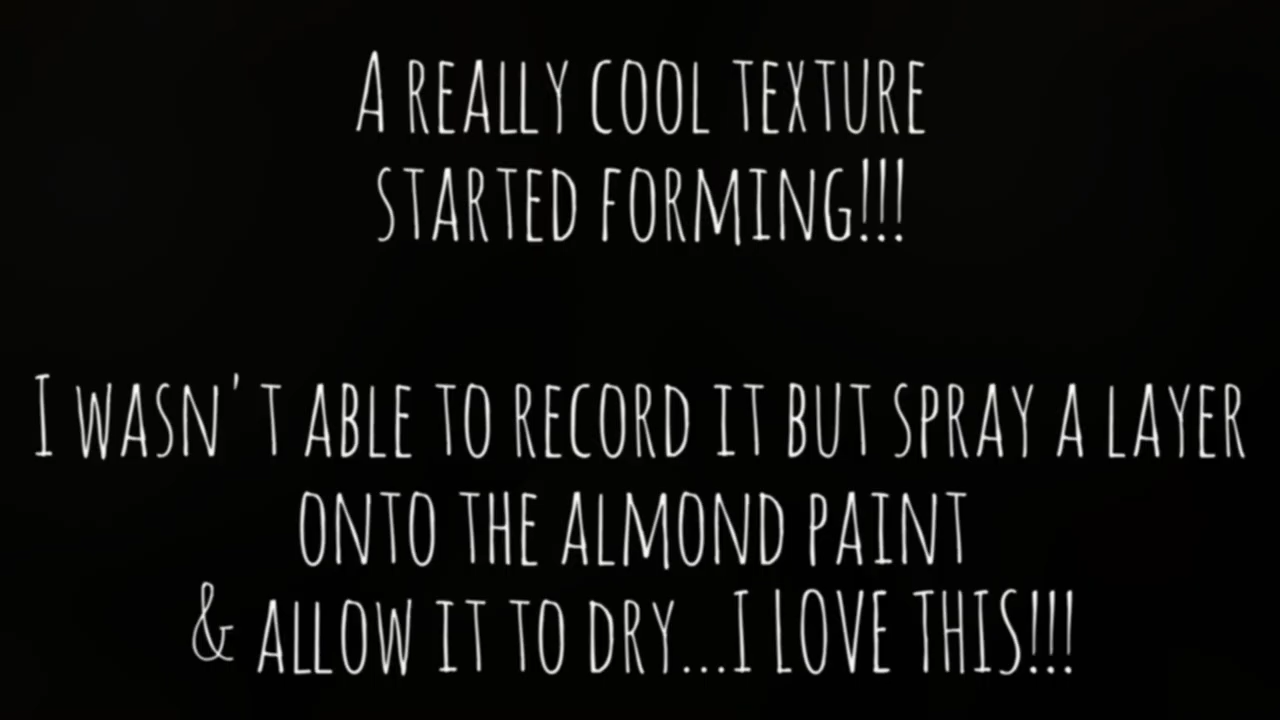 A REALLY COOL TEXTURE
STARTED FORMING!!!
I WASN'T ABLE TO RECORD IT BUT SPRAY A LAYER
ONTO THE ALMOND PAINT
& ALLOW IT TO DRY...I LOVE THIS!!!